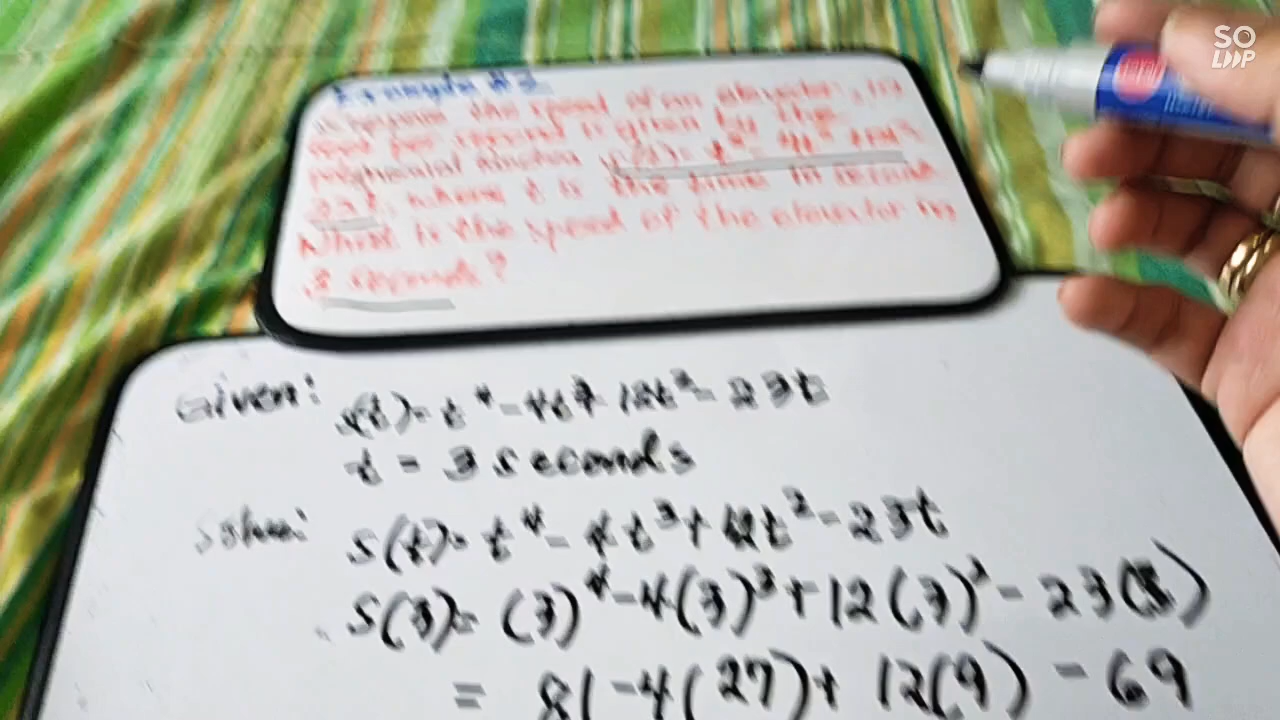 SO
LOOP
Example #2
Suppose the speed of an elevator, in
feet per second is given by the
polynomial function s(t)= t⁴- 4t³ +12t²
23t, where t is the time in seconds
What is the speed of the elevator in
3 seconds?
Given: s(t)= t⁴-4t³ 12t²-23t
t = 3 seconds
Solve: s(t)= t⁴- 4t³+ 12t²-23t
S(3)= (3)⁴-4(3)³+12(3)²- 23(3)
= 81-4(27)+ 12(9) -69